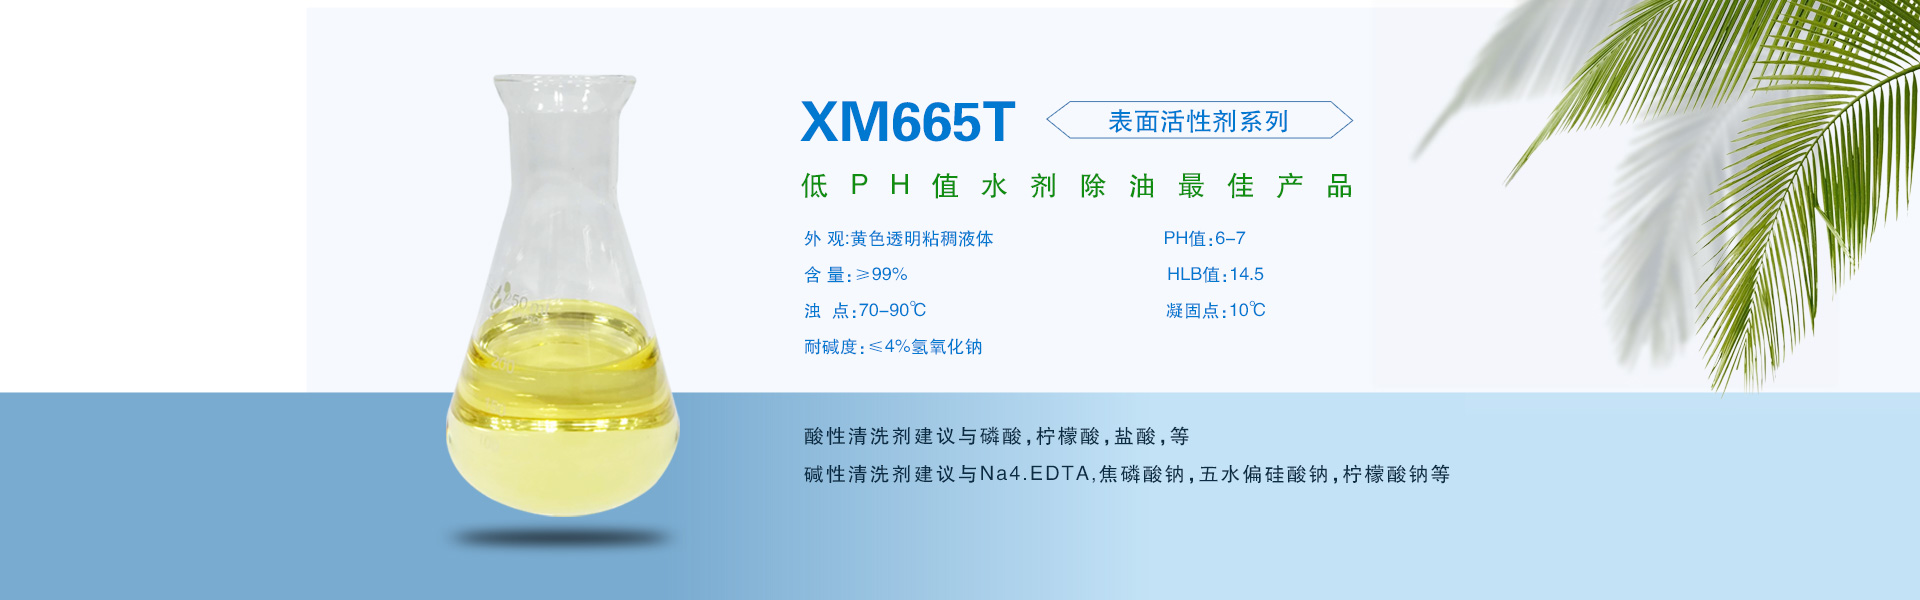 XM665T
表面活性剂系列
低PH值水剂除油最佳产品
外 观:黄色透明粘稠液体
PH值:6-7
含 量:≥99%
HLB值:14.5
浊 点:70-90℃
凝固点:10℃
耐碱度:≤4%氢氧化钠
酸性清洗剂建议与磷酸,柠檬酸,盐酸,等
碱性清洗剂建议与Na4.EDTA,焦磷酸钠,五水偏硅酸钠,柠檬酸钠等